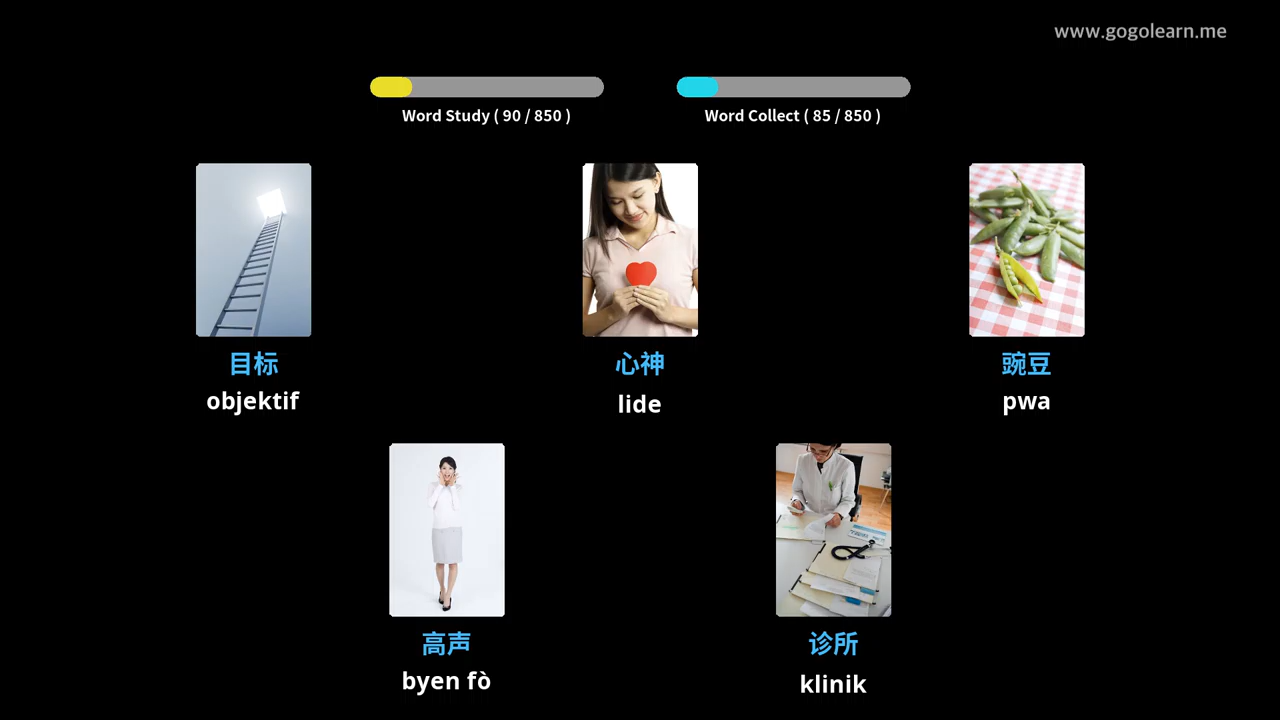 www.gogolearn.me
Word Study ( 90 / 850 )
Word Collect ( 85 / 850 )
目标
objektif
心神
lide
豌豆
pwa
高声
byen fò
诊所
klinik